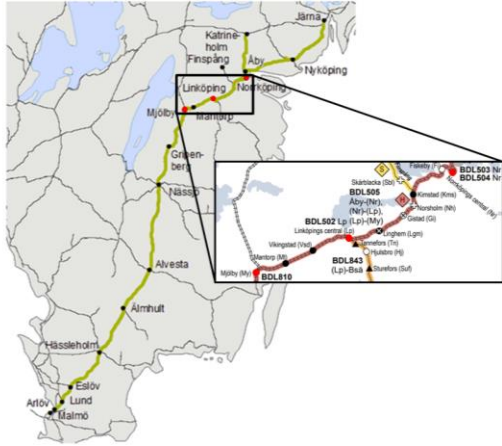 Järna
Katrine-
holm
Finspång
Åby
Nyköping
Linköping
Norrköping
Mjölby
Mantorp
Gripen-
berg
Nässjö
Alvesta
Älmhult
Hässleholm
Eslöv
Arlöv
Lund
Malmö
S
Fiskeby (Fi)
BDL503 Nr
BDL504 Nr
Skärblacka (Sbl)
BDL505
Åby-(Nr),
(Nr)-(Lp),
(Lp)-(My)
H
Kimstad (Kms)
Norrköpings central (Nr)
Norsholm (Nh)
Gistad (Gi)
BDL502 Lp
Linköpings central (Lp)
Linghem (Lgm)
Vikingstad (Vsd)
Tannefors (Tn)
Hjulsbro (Hj)
Mantorp (Mt)
BDL843
(Lp)-Bså
Sturefors (Suf)
Mjölby (My)
BDL810